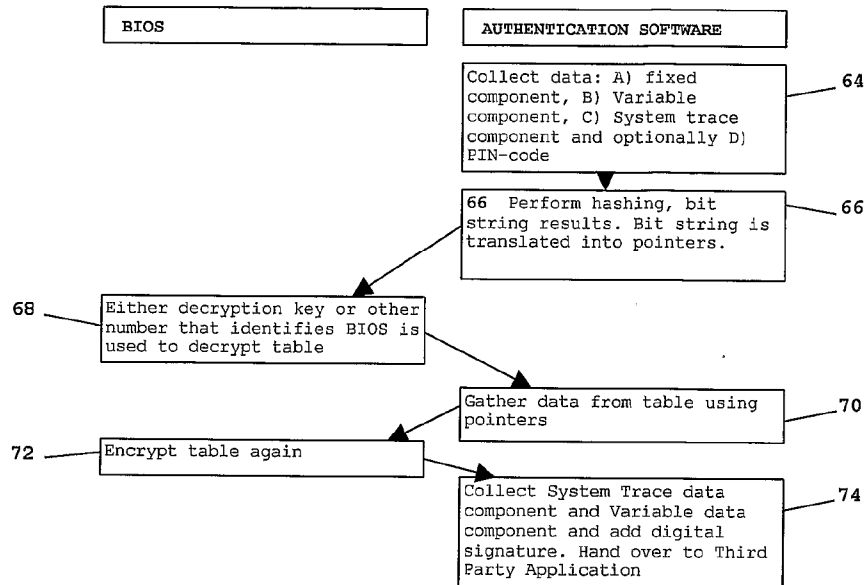 BIOS
AUTHENTICATION SOFTWARE
Collect data: A) fixed
component, B) Variable
component, C) System trace
component and optionally D)
PIN-code
64
66 Perform hashing, bit
string results. Bit string is
translated into pointers.
66
68
Either decryption key or other
number that identifies BIOS is
used to decrypt table
Gather data from table using
pointers
70
72
Encrypt table again
Collect System Trace data
component and Variable data
component and add digital
signature. Hand over to Third
Party Application
74